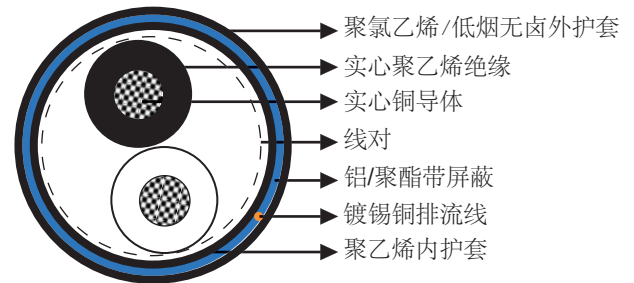 聚氯乙烯/低烟无卤外护套
实心聚乙烯绝缘
实心铜导体
线对
铝/聚酯带屏蔽
镀锡铜排流线
聚乙烯内护套